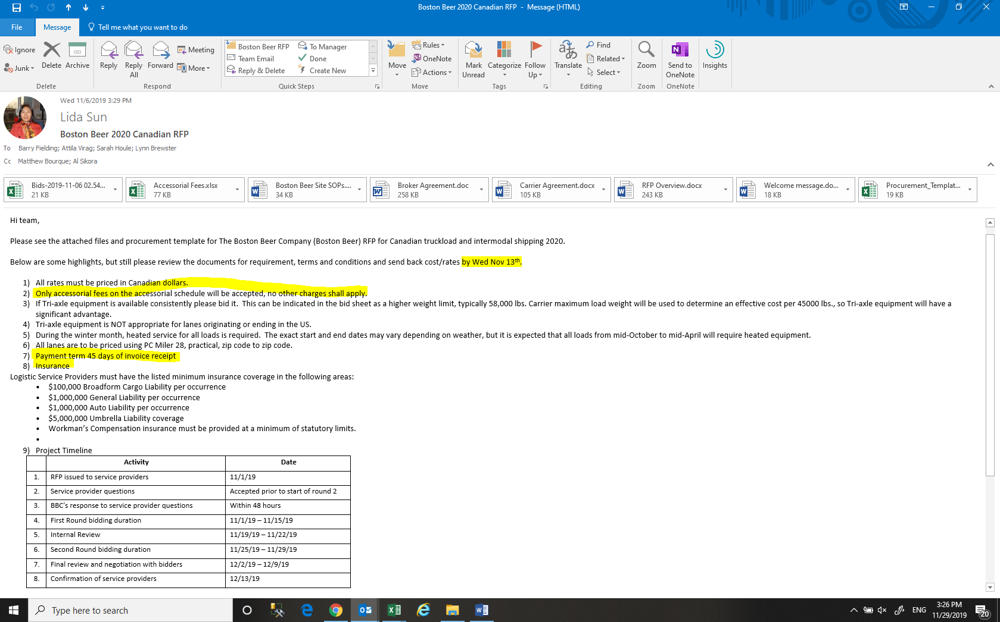 Boston Beer 2020 Canadian RFP - Message (HTML)
File
Message
Tell me what you want to do
Ignore
Junk
Delete
Archive
Delete
Reply
Reply All
Forward
Meeting
More
Respond
Boston Beer RFP
To Manager
Team Email
Done
Reply & Delete
Create New
Quick Steps
Move
Rules
OneNote
Actions
Move
Mark Unread
Categorize
Follow Up
Tags
Translate
Find
Related
Select
Editing
Zoom
Zoom
Send to OneNote
OneNote
Insights
Wed 11/6/2019 3:29 PM
Lida Sun
Boston Beer 2020 Canadian RFP
To Barry Fielding; Attila Virag; Sarah Houle; Lynn Brewster
Cc Matthew Bourque; Al Sikora
Bids-2019-11-06 02.54...
21 KB
Accessorial Fees.xlsx
77 KB
Boston Beer Site SOPs....
34 KB
Broker Agreement.doc
258 KB
Carrier Agreement.docx
105 KB
RFP Overview.docx
243 KB
Welcome message.do...
18 KB
Procurement_Templat...
19 KB
Hi team,
Please see the attached files and procurement template for The Boston Beer Company (Boston Beer) RFP for Canadian truckload and intermodal shipping 2020.
Below are some highlights, but still please review the documents for requirement, terms and conditions and send back cost/rates by Wed Nov 13th.
1) All rates must be priced in Canadian dollars.
2) Only accessorial fees on the accessorial schedule will be accepted, no other charges shall apply.
3) If Tri-axle equipment is available consistently please bid it. This can be indicated in the bid sheet as a higher weight limit, typically 58,000 lbs. Carrier maximum load weight will be used to determine an effective cost per 45000 lbs., so Tri-axle equipment will have a
significant advantage.
4) Tri-axle equipment is NOT appropriate for lanes originating or ending in the US.
5) During the winter month, heated service for all loads is required. The exact start and end dates may vary depending on weather, but it is expected that all loads from mid-October to mid-April will require heated equipment.
6) All lanes are to be priced using PC Miler 28, practical, zip code to zip code.
7) Payment term 45 days of invoice receipt
8) Insurance
Logistic Service Providers must have the listed minimum insurance coverage in the following areas:
• $100,000 Broadform Cargo Liability per occurrence
• $1,000,000 General Liability per occurrence
• $1,000,000 Auto Liability per occurrence
• $5,000,000 Umbrella Liability coverage
• Workman's Compensation insurance must be provided at a minimum of statutory limits.
•
9) Project Timeline
Activity Date
1. RFP issued to service providers 11/1/19
2. Service provider questions Accepted prior to start of round 2
3. BBC's response to service provider questions Within 48 hours
4. First Round bidding duration 11/1/19 – 11/15/19
5. Internal Review 11/19/19 – 11/22/19
6. Second Round bidding duration 11/25/19 – 11/29/19
7. Final review and negotiation with bidders 12/2/19 – 12/9/19
8. Confirmation of service providers 12/13/19
Type here to search
ENG
3:26 PM
11/29/2019
20